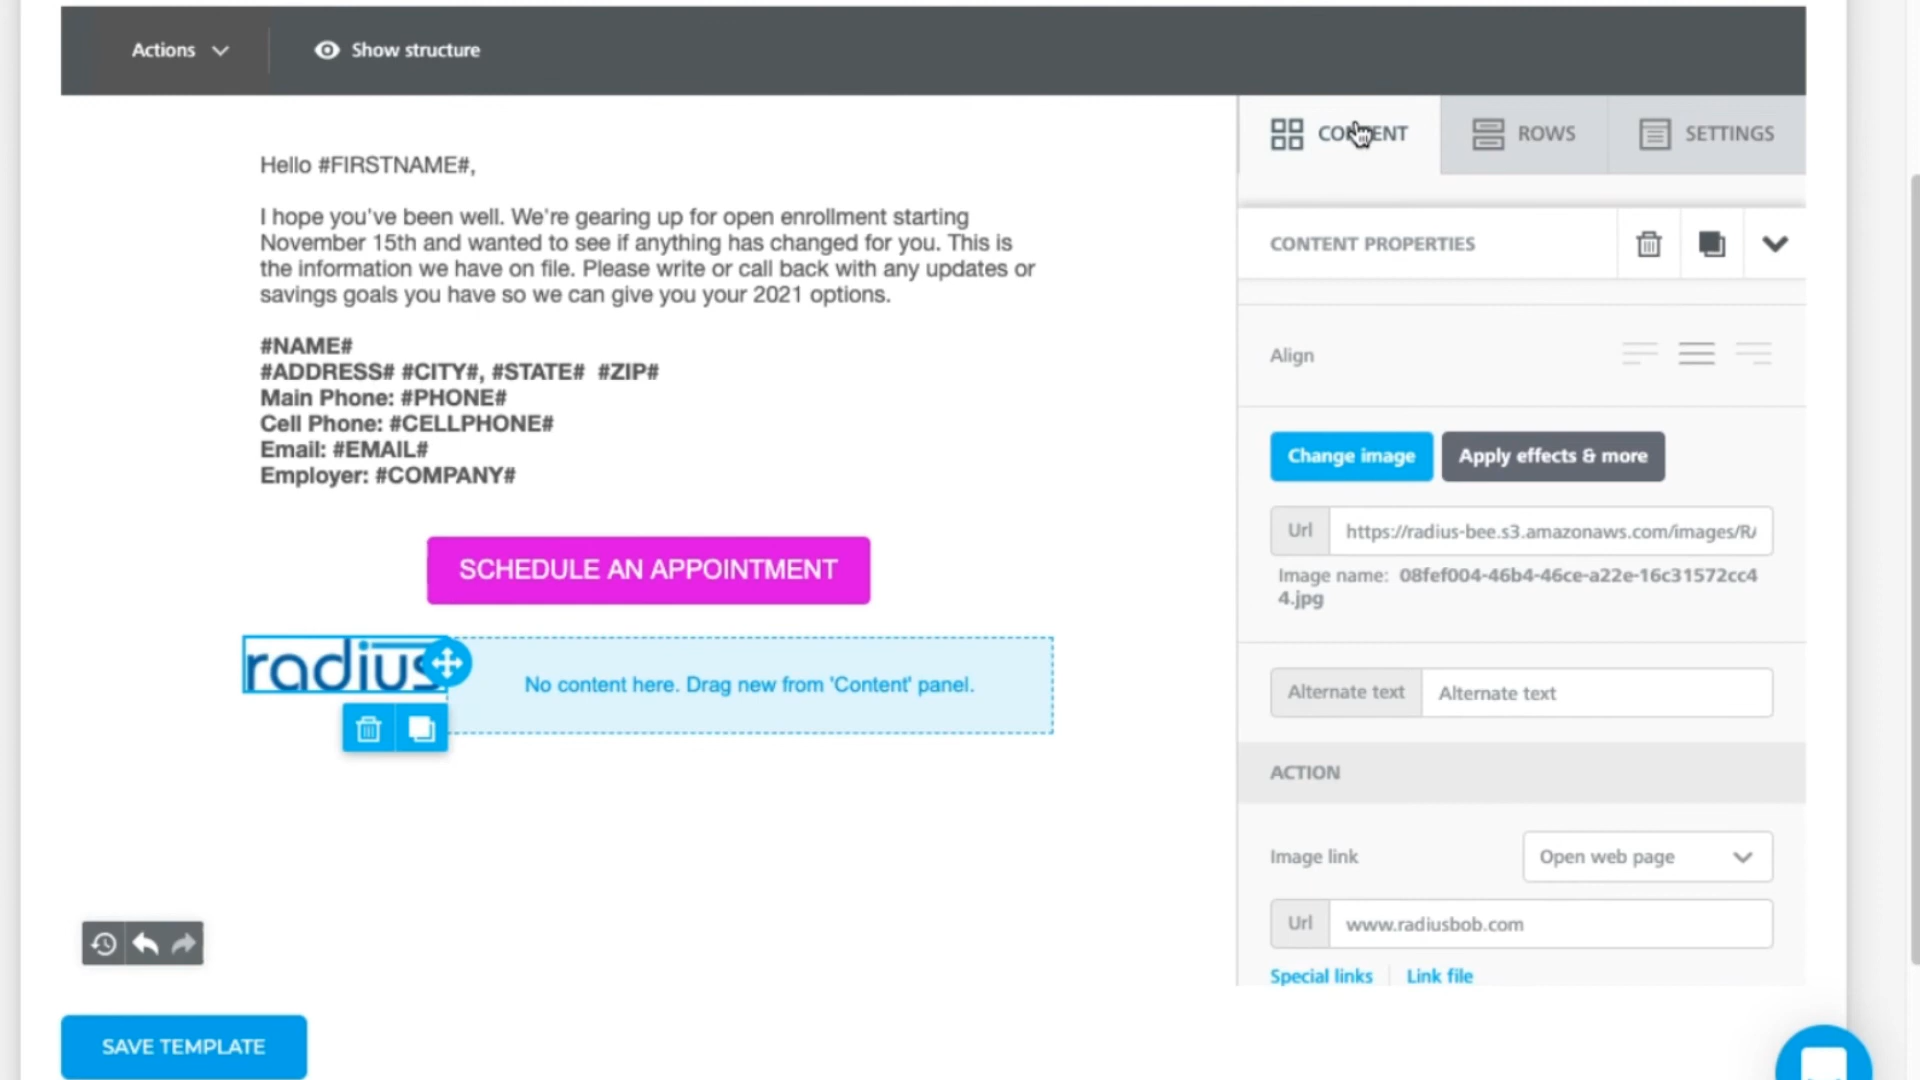 Actions
Show structure
CONTENT
ROWS
SETTINGS
Hello #FIRSTNAME#,
I hope you've been well. We're gearing up for open enrollment starting
November 15th and wanted to see if anything has changed for you. This is
the information we have on file. Please write or call back with any updates or
savings goals you have so we can give you your 2021 options.
#NAME#
#ADDRESS# #CITY#, #STATE# #ZIP#
Main Phone: #PHONE#
Cell Phone: #CELLPHONE#
Email: #EMAIL#
Employer: #COMPANY#
SCHEDULE AN APPOINTMENT
radius
No content here. Drag new from 'Content' panel.
CONTENT PROPERTIES
Align
Change image
Apply effects & more
Url
https://radius-bee.s3.amazonaws.com/images/R/
Image name: 08fef004-46b4-46ce-a22e-16c31572cc4
4.jpg
Alternate text
Alternate text
ACTION
Image link
Open web page
Url
www.radiusbob.com
Special links
Link file
SAVE TEMPLATE